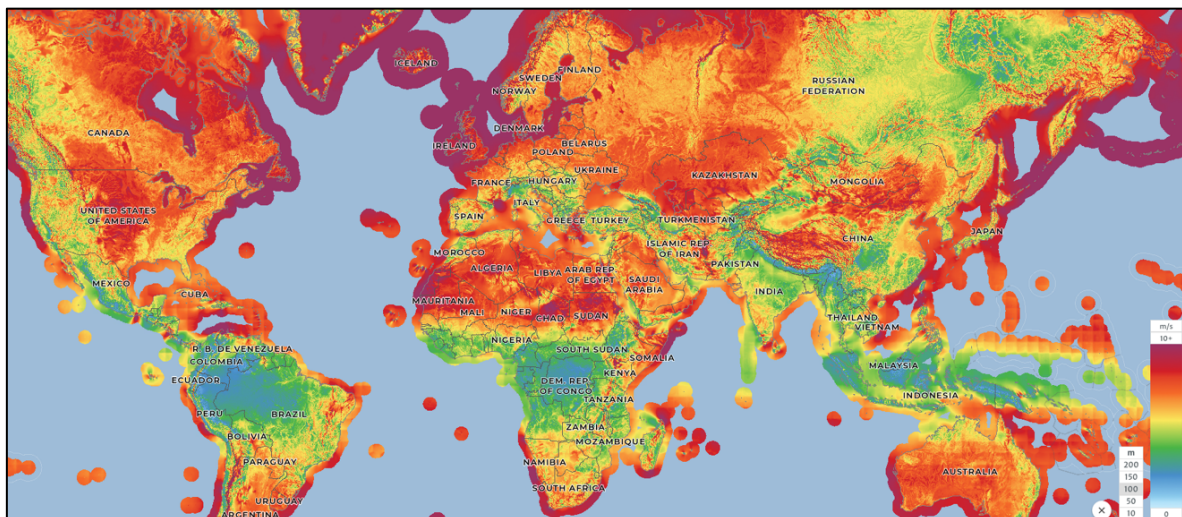 ICELAND
FINLAND
SWEDEN
NORWAY
RUSSIAN
FEDERATION
CANADA
DENMARK
IRELAND
BELARUS
POLAND
UKRAINE
KAZAKHSTAN
FRANCE
HUNGARY
MONGOLIA
ITALY
UNITED STATES
OF AMERICA
SPAIN
GREECE
TURKEY
TURKMENISTAN
CHINA
JAPAN
MOROCCO
ISLAMIC REP
OF IRAN
PAKISTAN
ALGERIA
LIBYA
ARAB REP
OF EGYPT
SAUDI
ARABIA
MEXICO
CUBA
INDIA
MAURITANIA
MALI
NIGER
CHAD
SUDAN
THAILAND
VIETNAM
NIGERIA
R. B. DE VENEZUELA
COLOMBIA
SOUTH SUDAN
SOMALIA
MALAYSIA
ECUADOR
KENYA
DEM. REP
OF CONGO
TANZANIA
INDONESIA
PERU
BRAZIL
ZAMBIA
MOZAMBIQUE
BOLIVIA
PARAGUAY
NAMIBIA
AUSTRALIA
SOUTH AFRICA
URUGUAY
ARGENTINA
m/s
10+
0
m
200
150
100
50
10